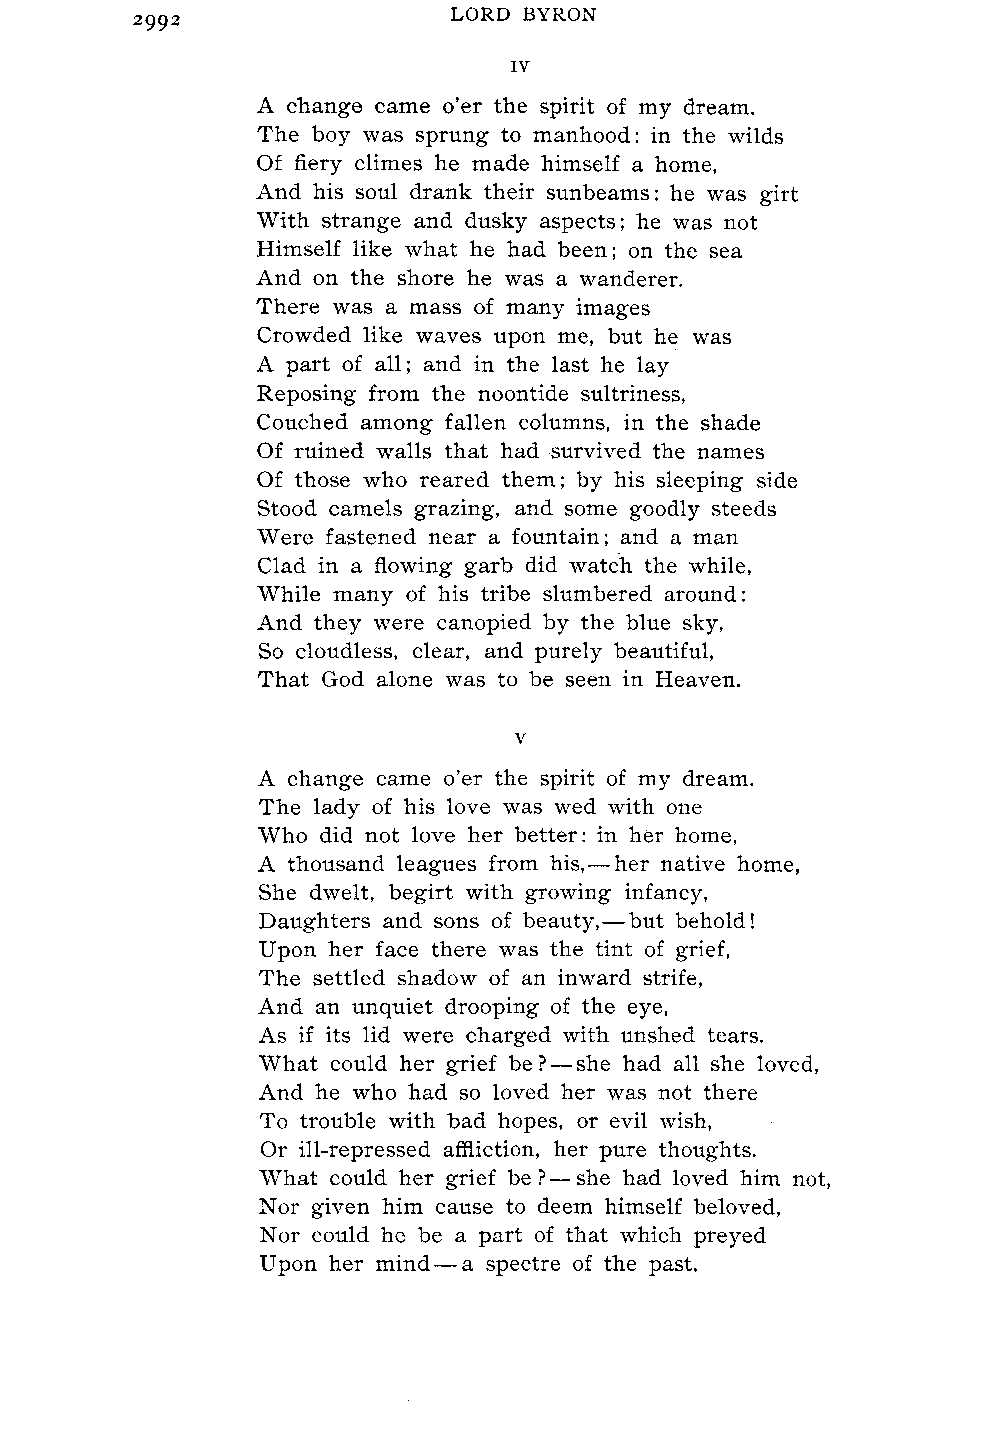 2992
LORD BYRON
IV
A change came o'er the spirit of my dream.
The boy was sprung to manhood: in the wilds
Of fiery climes he made himself a home,
And his soul drank their sunbeams: he was girt
With strange and dusky aspects; he was not
Himself like what he had been; on the sea
And on the shore he was a wanderer.
There was a mass of many images
Crowded like waves upon me, but he was
A part of all; and in the last he lay
Reposing from the noontide sultriness,
Couched among fallen columns, in the shade
Of ruined walls that had survived the names
Of those who reared them; by his sleeping side
Stood camels grazing, and some goodly steeds
Were fastened near a fountain; and a man
Clad in a flowing garb did watch the while,
While many of his tribe slumbered around:
And they were canopied by the blue sky,
So cloudless, clear, and purely beautiful,
That God alone was to be seen in Heaven.
V
A change came o'er the spirit of my dream.
The lady of his love was wed with one
Who did not love her better: in her home,
A thousand leagues from his,—her native home,
She dwelt, begirt with growing infancy,
Daughters and sons of beauty,—but behold!
Upon her face there was the tint of grief,
The settled shadow of an inward strife,
And an unquiet drooping of the eye,
As if its lid were charged with unshed tears.
What could her grief be?—she had all she loved,
And he who had so loved her was not there
To trouble with bad hopes, or evil wish,
Or ill-repressed affliction, her pure thoughts.
What could her grief be?—she had loved him not,
Nor given him cause to deem himself beloved,
Nor could he be a part of that which preyed
Upon her mind—a spectre of the past.